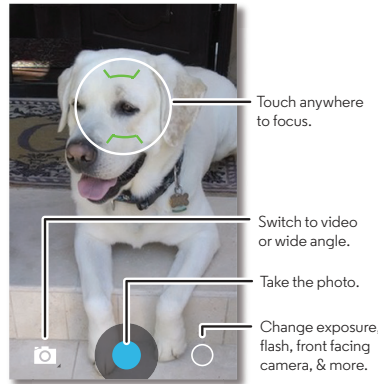 Touch anywhere
to focus.
Switch to video
or wide angle.
Take the photo.
Change exposure,
flash, front facing
camera, & more.